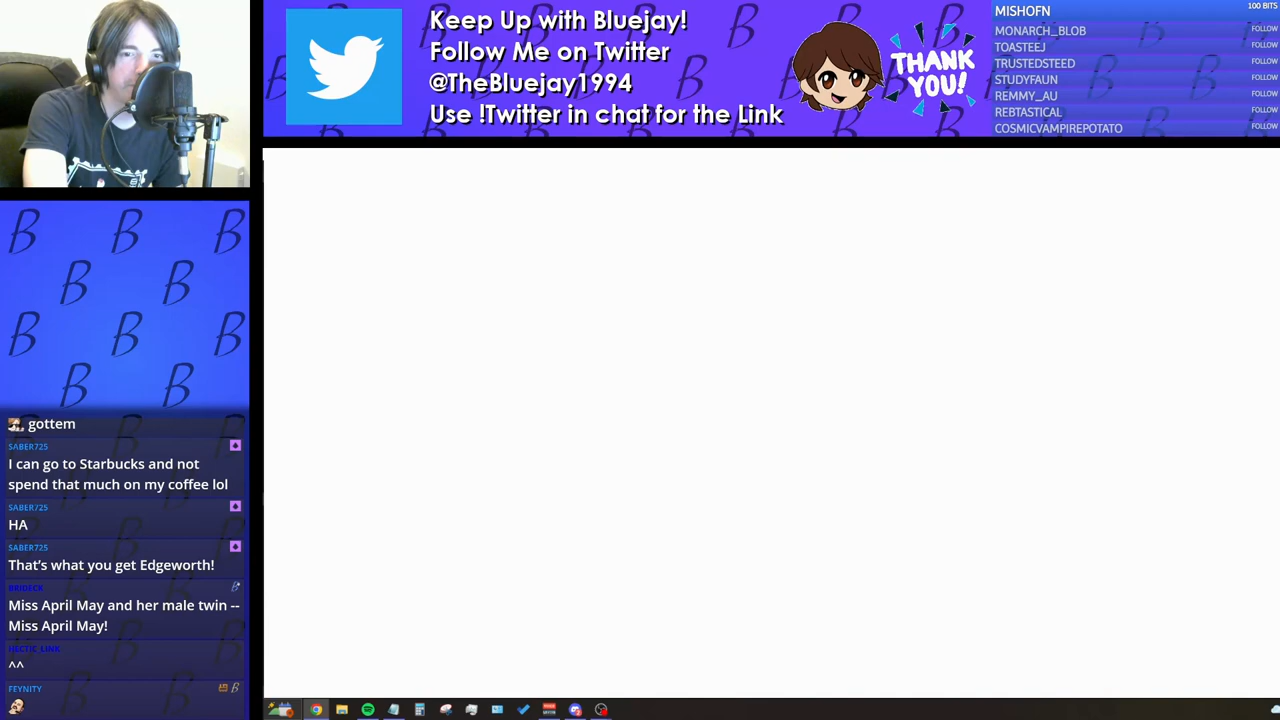 Keep Up with Bluejay!
Follow Me on Twitter
@TheBluejay1994
Use !Twitter in chat for the Link
THANK
YOU!
MISHOFN 100 BITS
MONARCH_BLOB FOLLOW
TOASTEEJ FOLLOW
TRUSTEDSTEED FOLLOW
STUDYFAUN FOLLOW
REMMY_AU FOLLOW
REBTASTICAL FOLLOW
COSMICVAMPIREPOTATO FOLLOW
gottem
SABER725
I can go to Starbucks and not
spend that much on my coffee lol
SABER725
HA
SABER725
That's what you get Edgeworth!
BRIDECK
Miss April May and her male twin --
Miss April May!
HECTIC_LINK
^^
FEYNITY